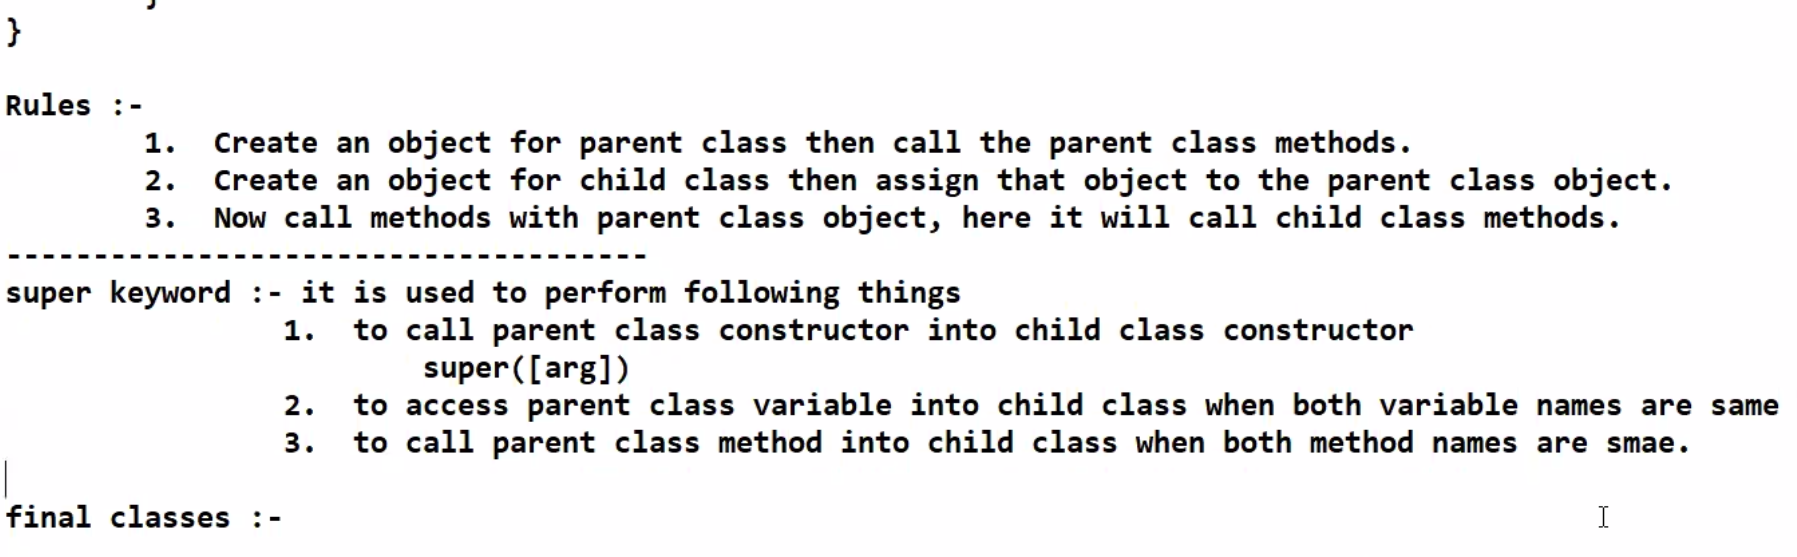 }
Rules :-
1. Create an object for parent class then call the parent class methods.
2. Create an object for child class then assign that object to the parent class object.
3. Now call methods with parent class object, here it will call child class methods.
-------------------------------------
super keyword :- it is used to perform following things
1. to call parent class constructor into child class constructor
super([arg])
2. to access parent class variable into child class when both variable names are same
3. to call parent class method into child class when both method names are smae.
final classes :-